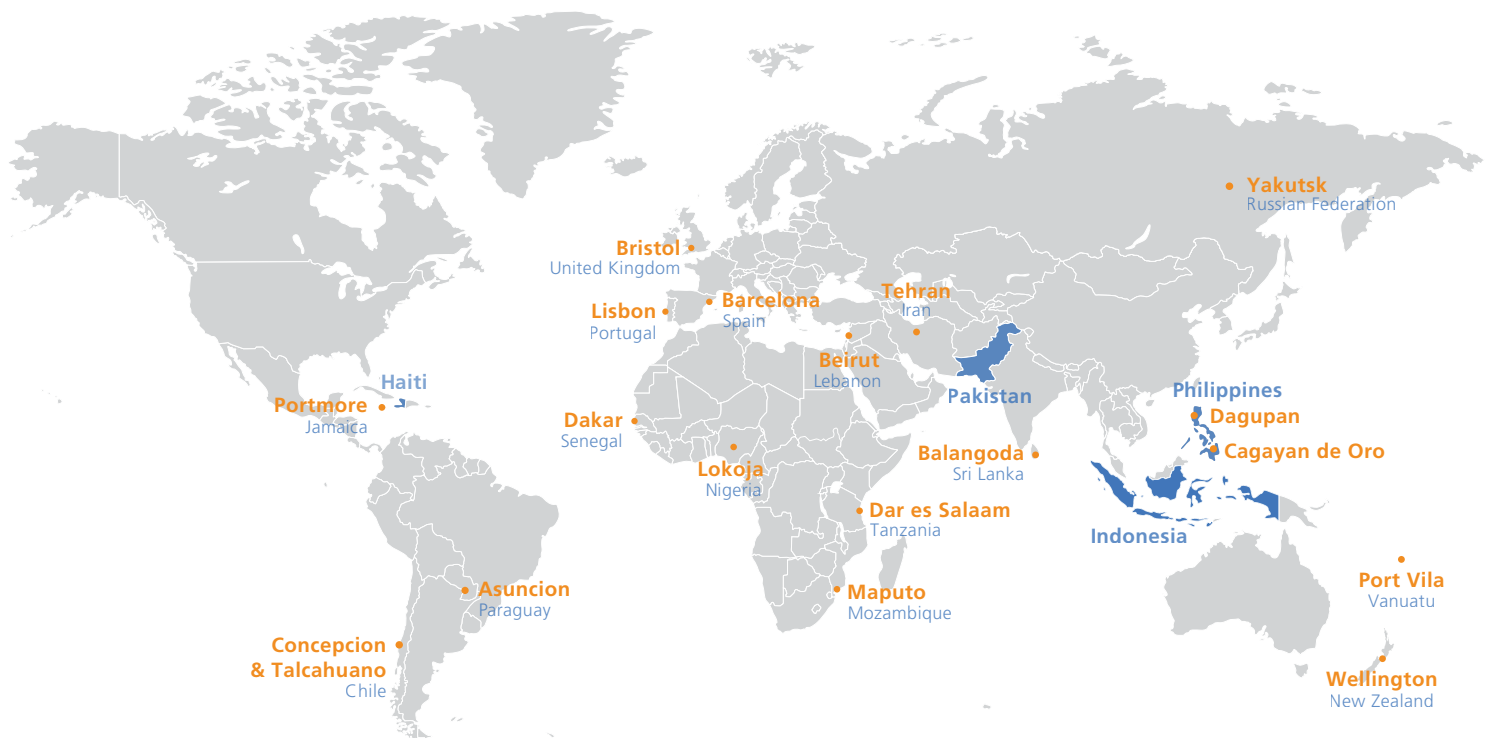 Yakutsk
Russian Federation
Bristol
United Kingdom
Barcelona
Spain
Lisbon
Portugal
Tehran
Iran
Beirut
Lebanon
Pakistan
Haiti
Portmore
Jamaica
Philippines
Dagupan
Cagayan de Oro
Dakar
Senegal
Lokoja
Nigeria
Balangoda
Sri Lanka
Dar es Salaam
Tanzania
Indonesia
Asuncion
Paraguay
Maputo
Mozambique
Port Vila
Vanuatu
Concepcion
& Talcahuano
Chile
Wellington
New Zealand